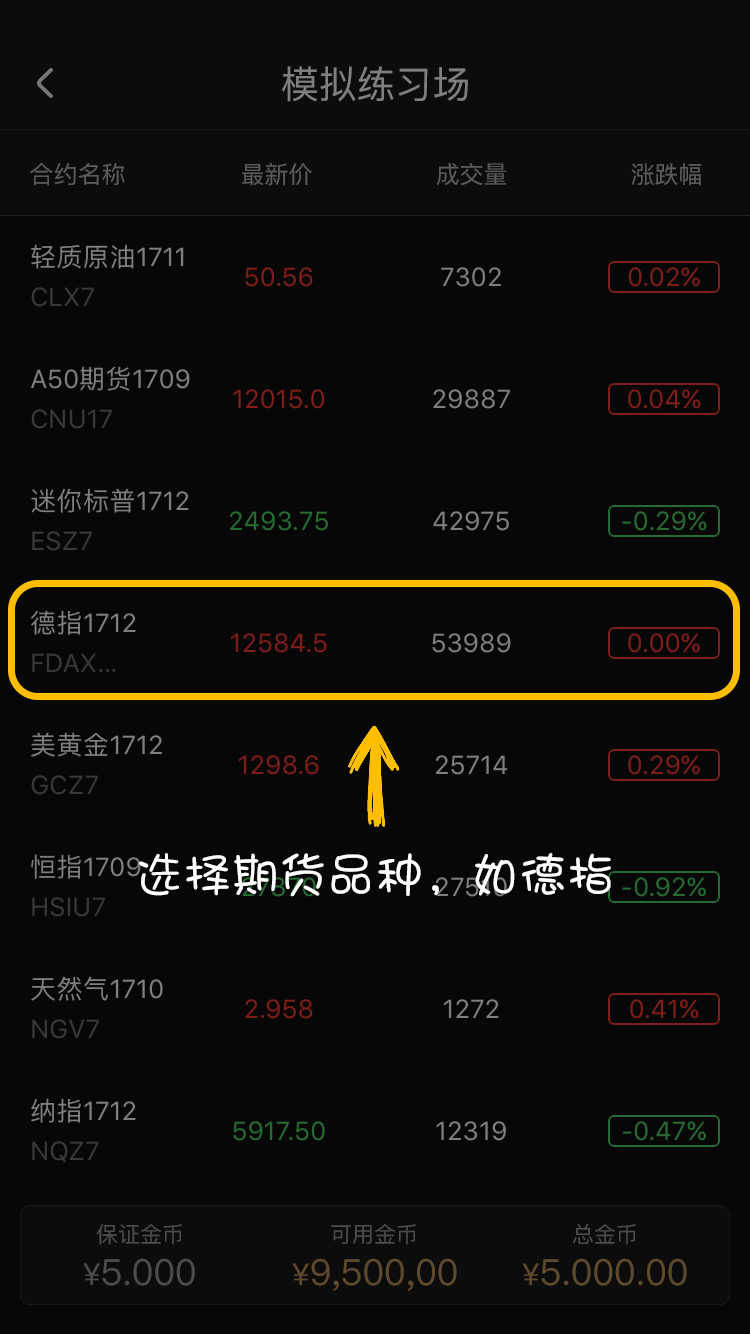 模拟练习场
合约名称 最新价 成交量 涨跌幅
轻质原油1711 50.56 7302 0.02%
CLX7
A50期货1709 12015.0 29887 0.04%
CNU17
迷你标普1712 2493.75 42975 -0.29%
ESZ7
德指1712 12584.5 53989 0.00%
FDAX...
美黄金1712 1298.6 25714 0.29%
GCZ7
恒指1709 -0.92%
HSIU7
选择期货品种，如德指
天然气1710 2.958 1272 0.41%
NGV7
纳指1712 5917.50 12319 -0.47%
NQZ7
保证金币 可用金币 总金币
¥5.000 ¥9,500,00 ¥5.000.00